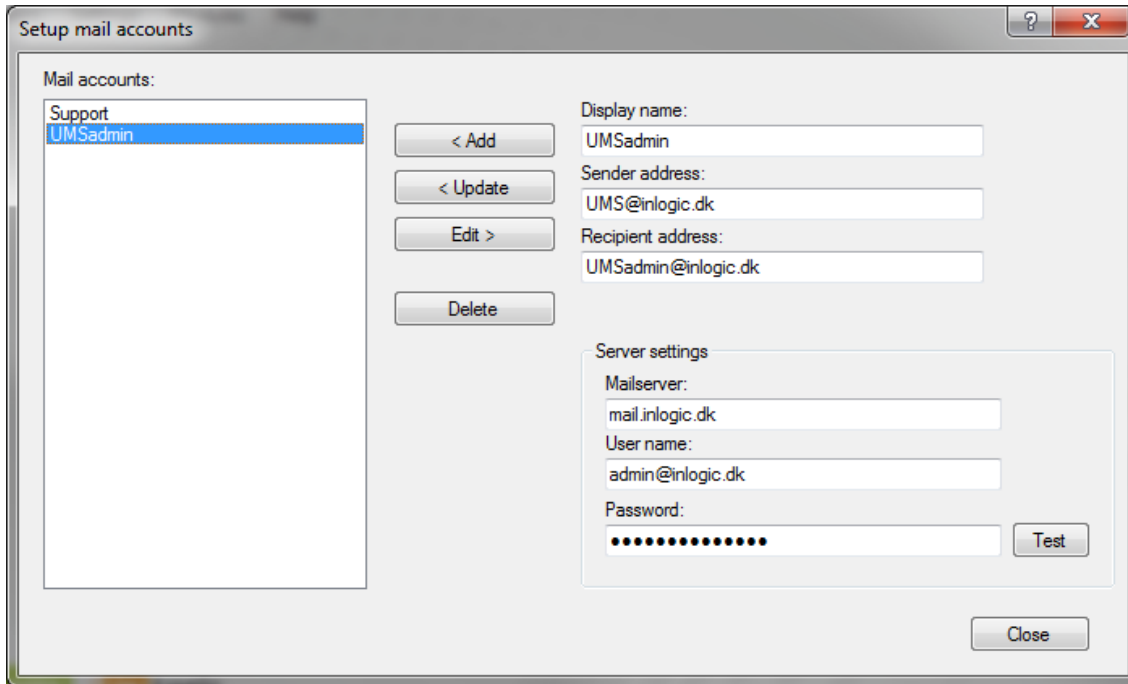 Setup mail accounts
?
Mail accounts:
Support
UMSadmin
< Add
< Update
Edit >
Delete
Display name:
UMSadmin
Sender address:
UMS@inlogic.dk
Recipient address:
UMSadmin@inlogic.dk
Server settings
Mailserver:
mail.inlogic.dk
User name:
admin@inlogic.dk
Password:
●●●●●●●●●●●●●●
Test
Close